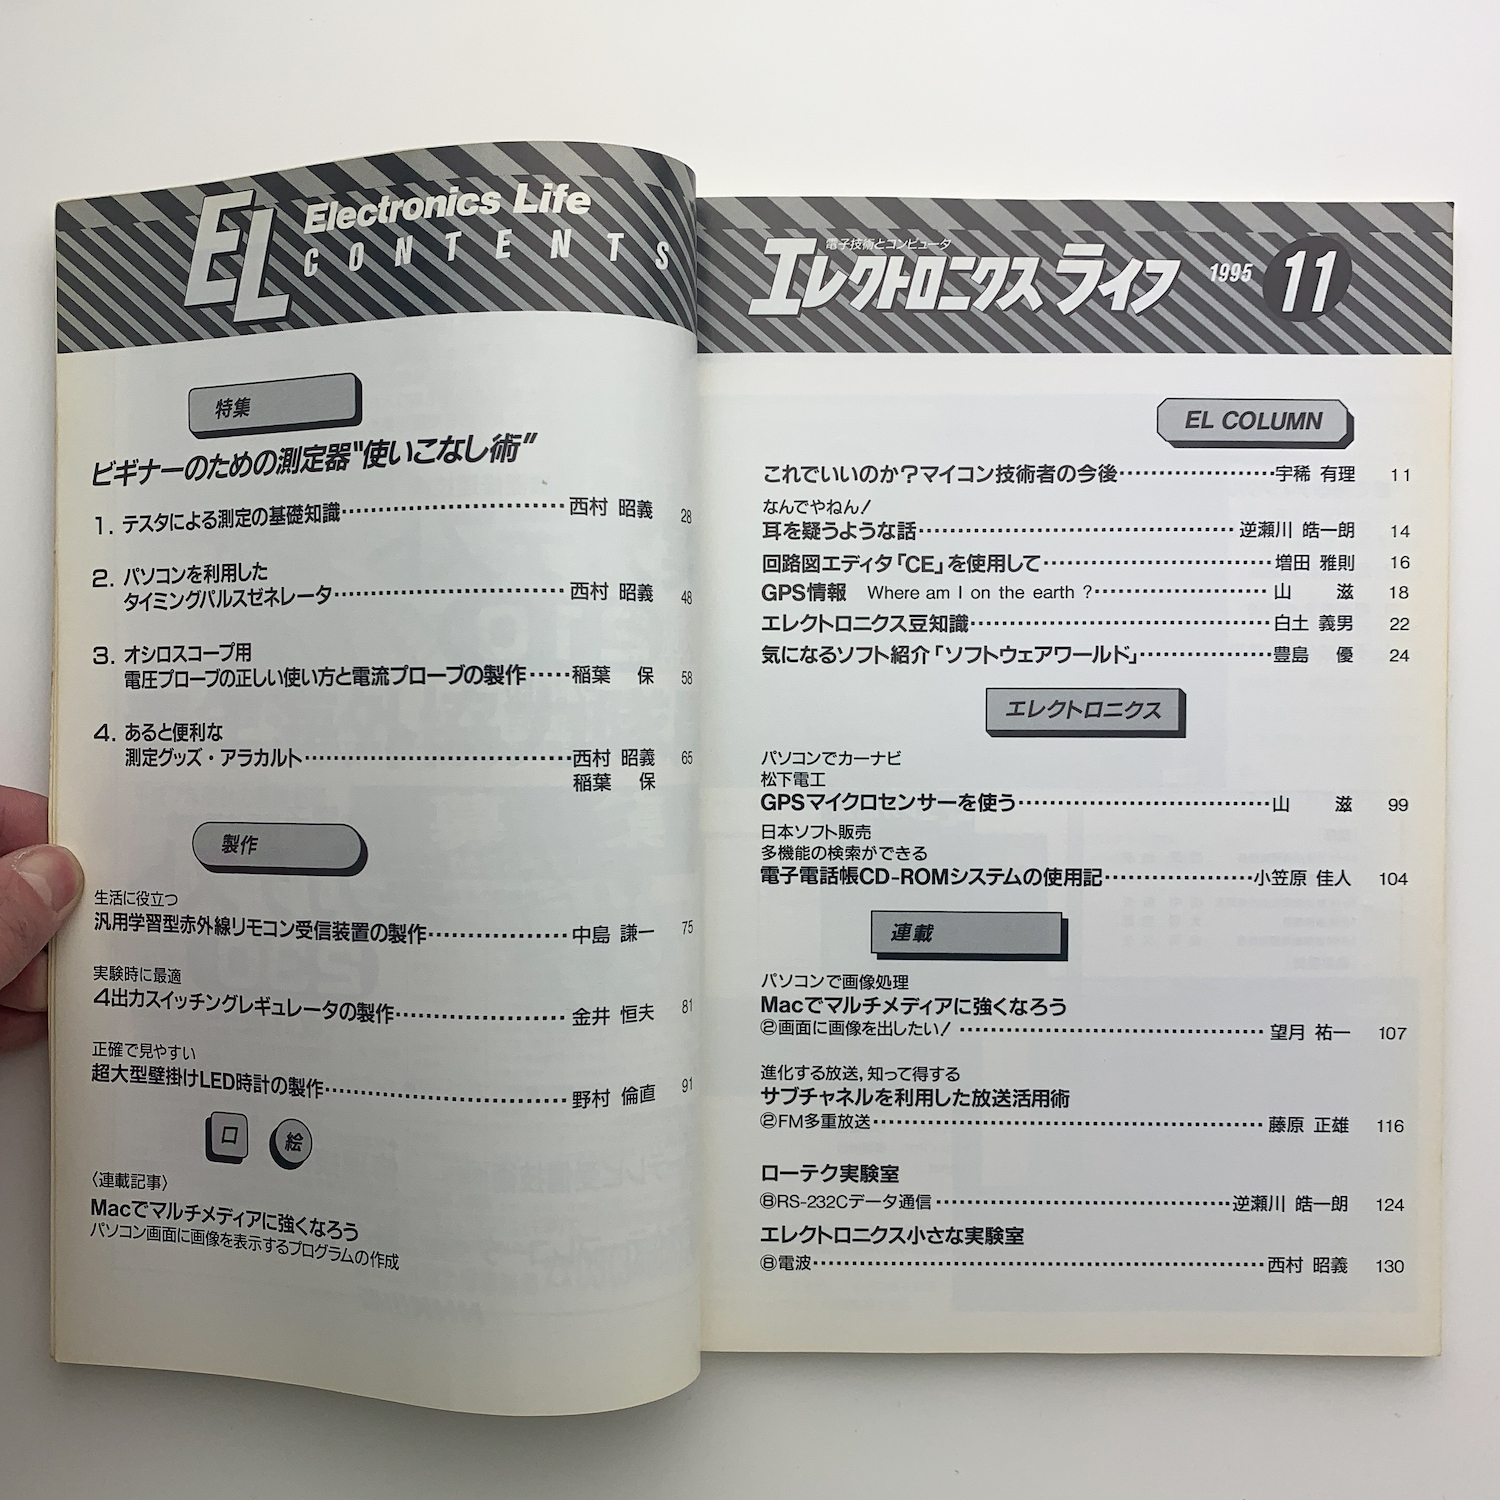 EL Electronics Life
CONTENTS
特集
ビギナーのための測定器"使いこなし術"
1. テスタによる測定の基礎知識 西村 昭義 28
2. パソコンを利用した
タイミングパルスゼネレータ 西村 昭義 48
3. オシロスコープ用
電圧プローブの正しい使い方と電流プローブの製作 稲葉 保 58
4. あると便利な
測定グッズ・アラカルト 西村 昭義 65
稲葉 保
製作
生活に役立つ
汎用学習型赤外線リモコン受信装置の製作 中島 謙一 75
実験時に最適
4出力スイッチングレギュレータの製作 金井 恒夫 81
正確で見やすい
超大型壁掛けLED時計の製作 野村 倫直 91
口 絵
〈連載記事〉
Macでマルチメディアに強くなろう
パソコン画面に画像を表示するプログラムの作成
電子技術とコンピュータ
エレクトロニクス ライフ 1995 11
EL COLUMN
これでいいのか？マイコン技術者の今後 宇稀 有理 11
なんでやねん！
耳を疑うような話 逆瀬川 皓一朗 14
回路図エディタ「CE」を使用して 増田 雅則 16
GPS情報 Where am I on the earth ? 山 滋 18
エレクトロニクス豆知識 白土 義男 22
気になるソフト紹介「ソフトウェアワールド」 豊島 優 24
エレクトロニクス
パソコンでカーナビ
松下電工
GPSマイクロセンサーを使う 山 滋 99
日本ソフト販売
多機能の検索ができる
電子電話帳CD-ROMシステムの使用記 小笠原 佳人 104
連載
パソコンで画像処理
Macでマルチメディアに強くなろう
②画面に画像を出したい！ 望月 祐一 107
進化する放送，知って得する
サブチャネルを利用した放送活用術
②FM多重放送 藤原 正雄 116
ローテク実験室
⑧RS-232Cデータ通信 逆瀬川 皓一朗 124
エレクトロニクス小さな実験室
⑧電波 西村 昭義 130